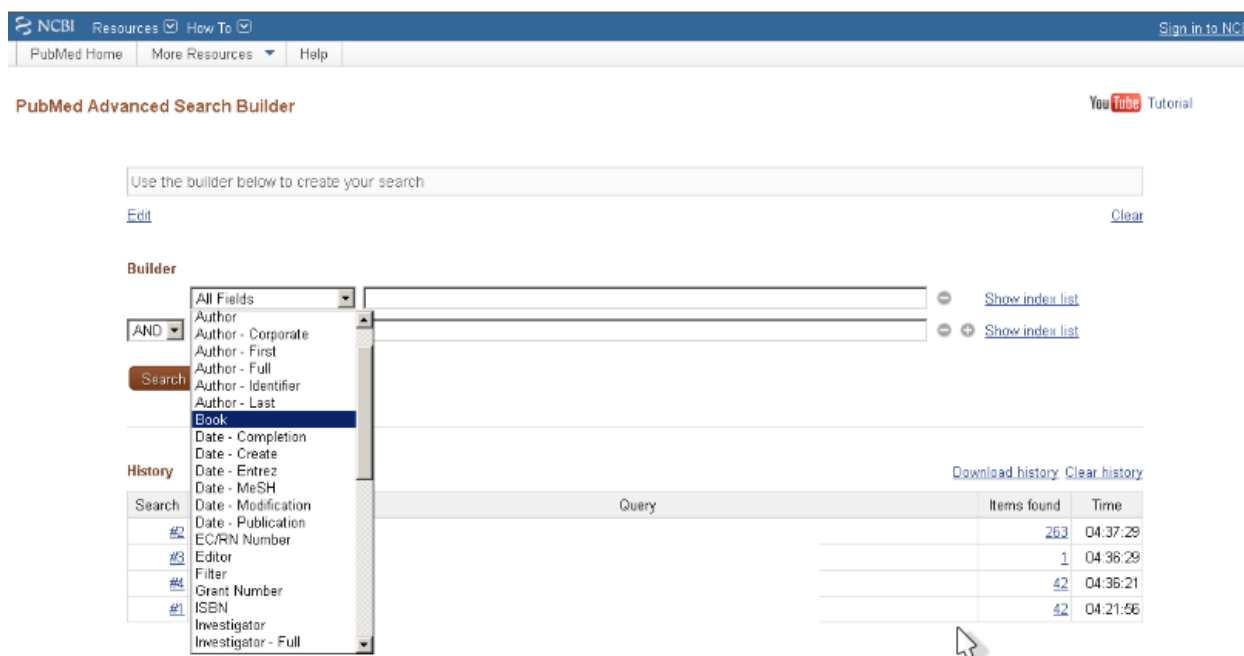 NCBI Resources How To Sign in to NCBI
PubMed Home More Resources Help
PubMed Advanced Search Builder
YouTube Tutorial
Use the builder below to create your search
Edit Clear
Builder
All Fields Show index list
AND Show index list
Search
Author
Author - Corporate
Author - First
Author - Full
Author - Identifier
Author - Last
Book
Date - Completion
Date - Create
Date - Entrez
Date - MeSH
Date - Modification
Date - Publication
EC/RN Number
Editor
Filter
Grant Number
ISBN
Investigator
Investigator - Full
History Download history Clear history
Search Query Items found Time
#2 263 04:37:29
#3 1 04:36:29
#4 42 04:36:21
#1 42 04:21:56